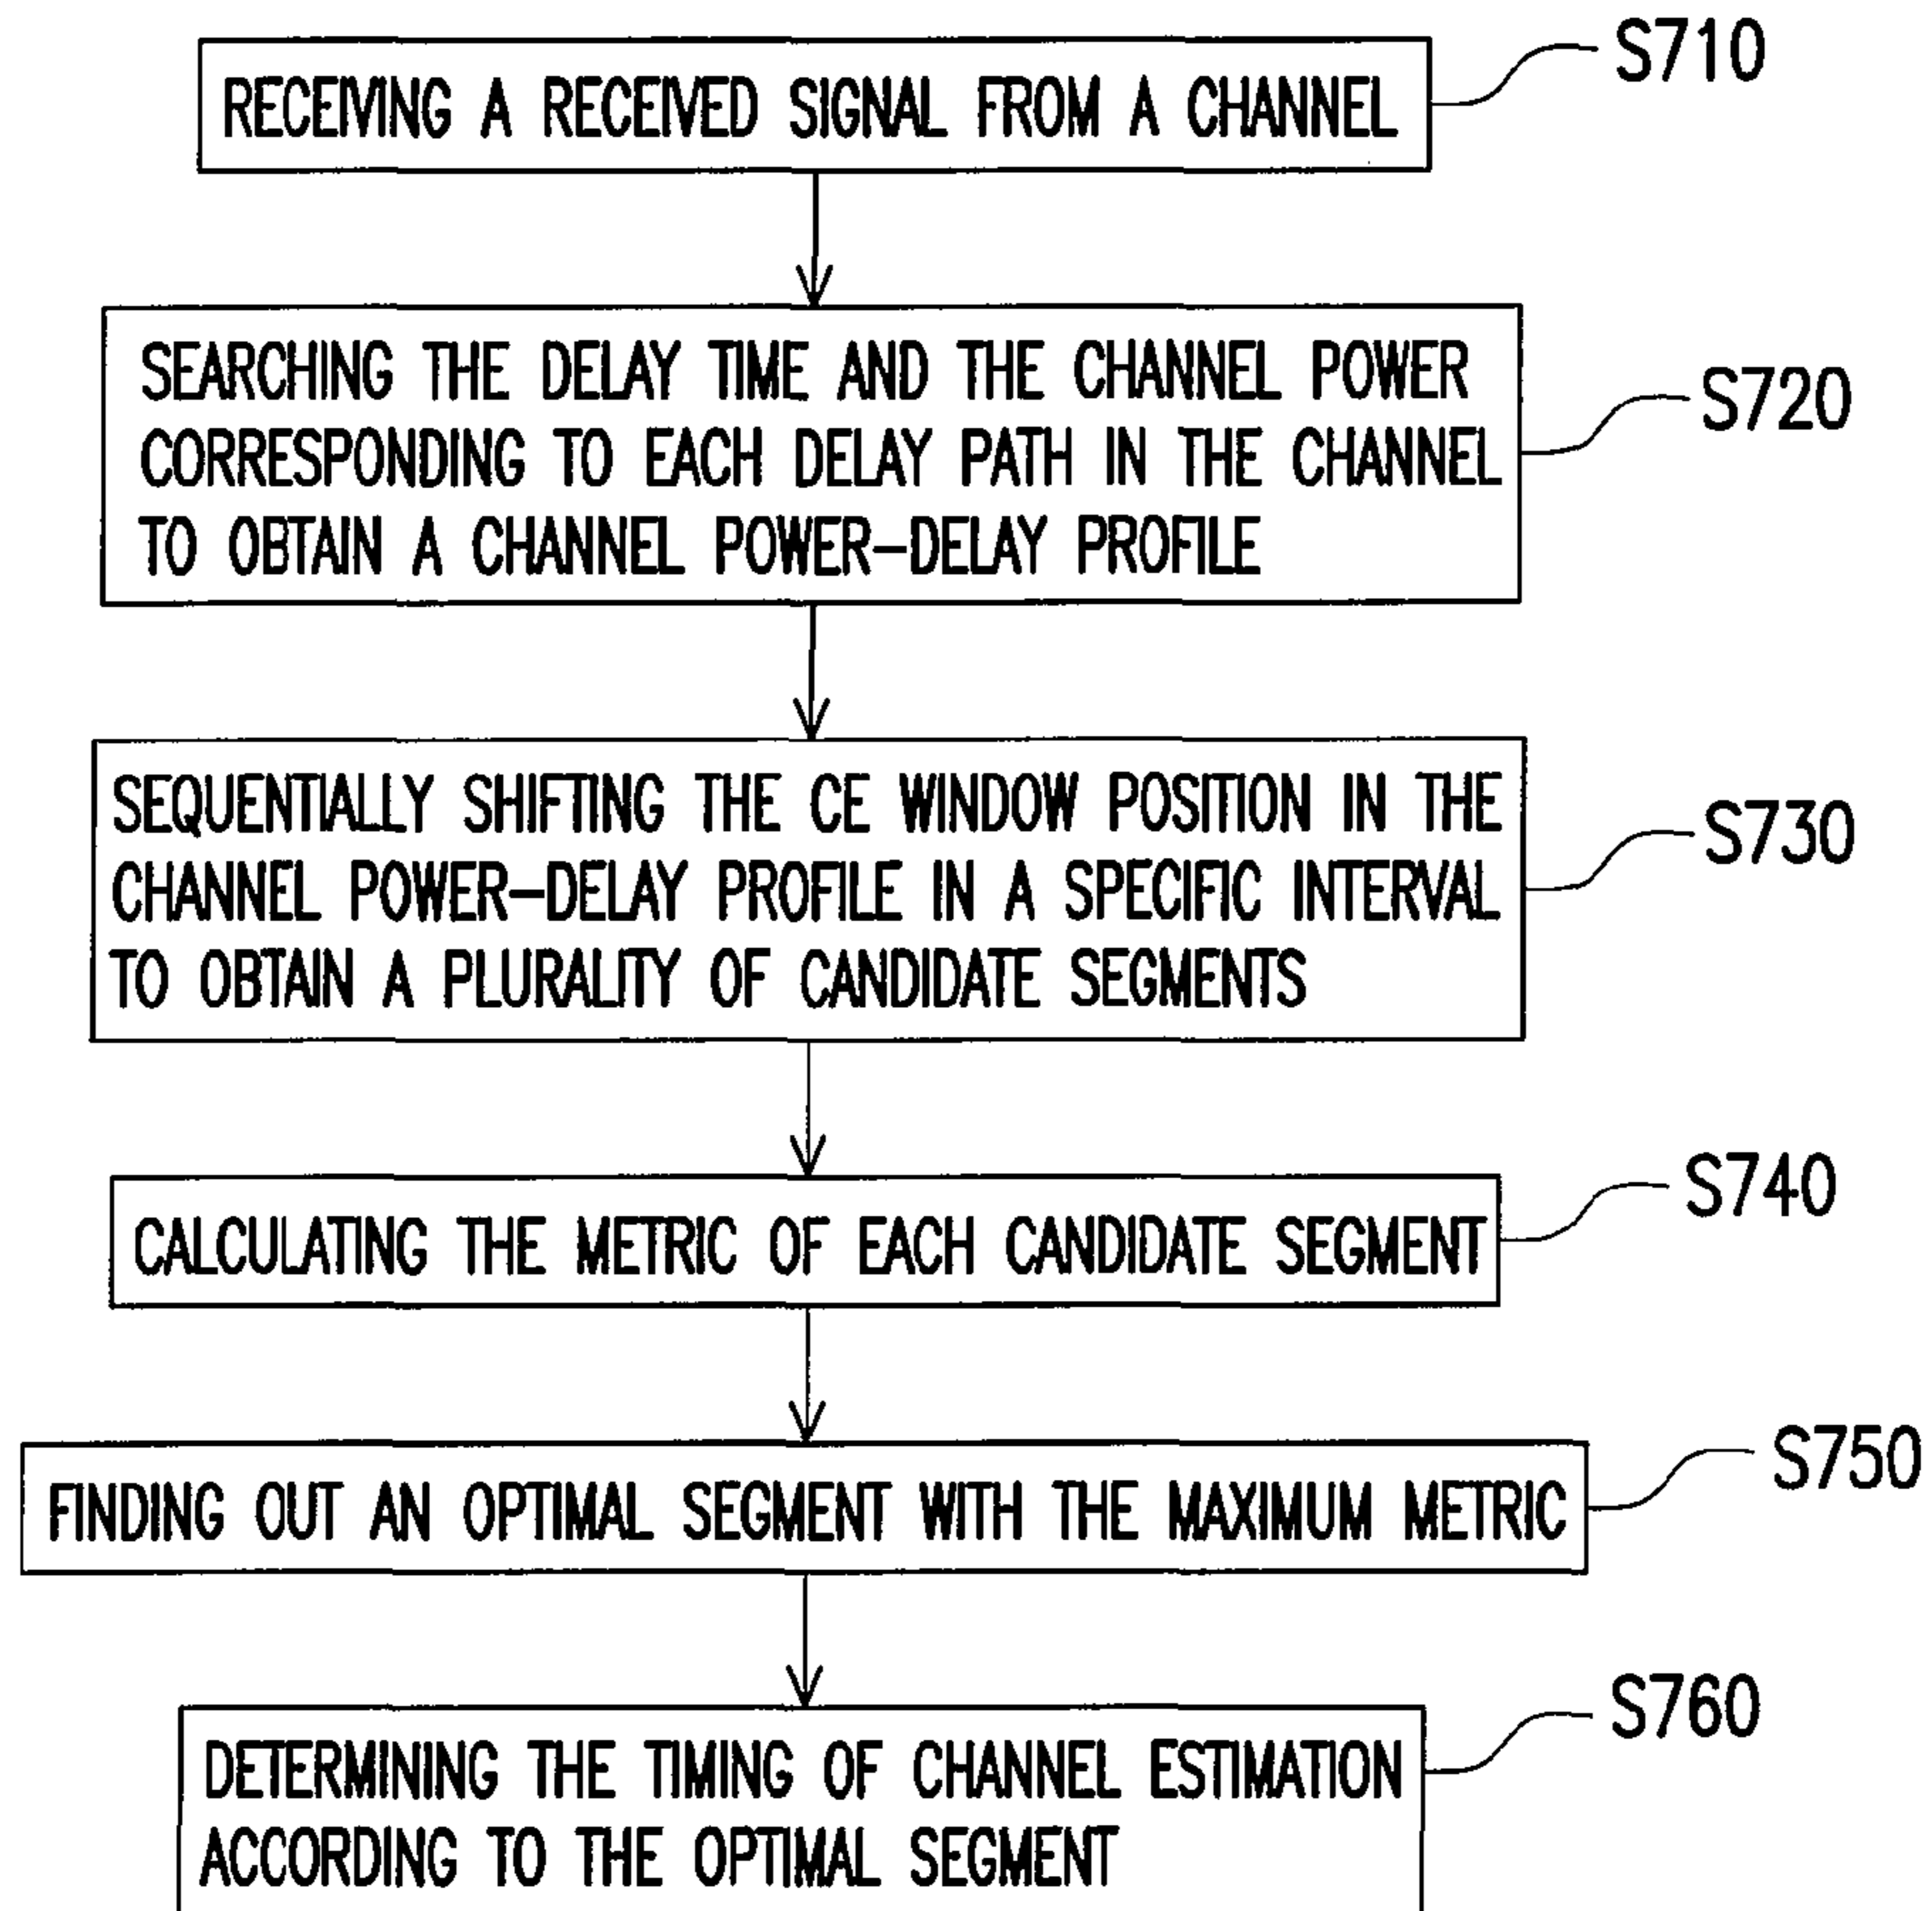 S710
RECEIVING A RECEIVED SIGNAL FROM A CHANNEL
SEARCHING THE DELAY TIME AND THE CHANNEL POWER
CORRESPONDING TO EACH DELAY PATH IN THE CHANNEL
TO OBTAIN A CHANNEL POWER-DELAY PROFILE
S720
SEQUENTIALLY SHIFTING THE CE WINDOW POSITION IN THE
CHANNEL POWER-DELAY PROFILE IN A SPECIFIC INTERVAL
TO OBTAIN A PLURALITY OF CANDIDATE SEGMENTS
S730
CALCULATING THE METRIC OF EACH CANDIDATE SEGMENT
S740
FINDING OUT AN OPTIMAL SEGMENT WITH THE MAXIMUM METRIC
S750
DETERMINING THE TIMING OF CHANNEL ESTIMATION
ACCORDING TO THE OPTIMAL SEGMENT
S760